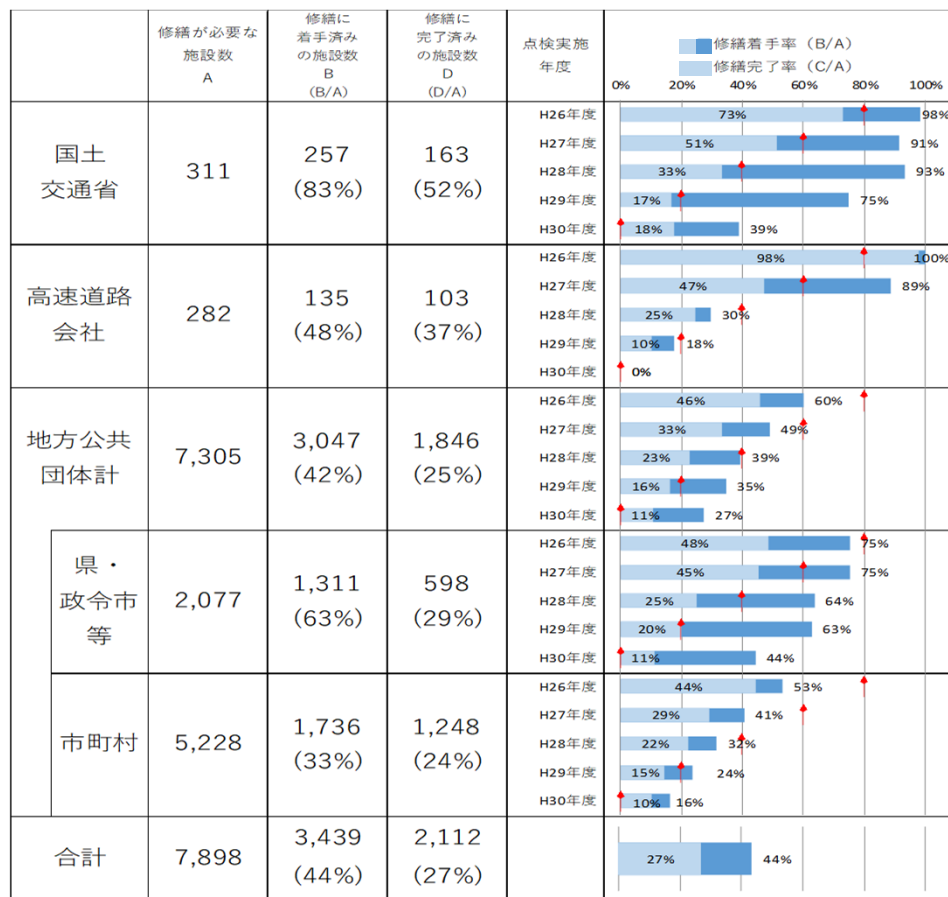 修繕が必要な
施設数
A
修繕に
着手済み
の施設数
B
(B/A)
修繕に
完了済み
の施設数
D
(D/A)
点検実施
年度
修繕着手率（B/A）
修繕完了率（C/A）
0% 20% 40% 60% 80% 100%
国土
交通省
311
257
(83%)
163
(52%)
H26年度 73% 98%
H27年度 51% 91%
H28年度 33% 93%
H29年度 17% 75%
H30年度 18% 39%
高速道路
会社
282
135
(48%)
103
(37%)
H26年度 98% 100%
H27年度 47% 89%
H28年度 25% 30%
H29年度 10% 18%
H30年度 0%
地方公共
団体計
7,305
3,047
(42%)
1,846
(25%)
H26年度 46% 60%
H27年度 33% 49%
H28年度 23% 39%
H29年度 16% 35%
H30年度 11% 27%
県・
政令市
等
2,077
1,311
(63%)
598
(29%)
H26年度 48% 75%
H27年度 45% 75%
H28年度 25% 64%
H29年度 20% 63%
H30年度 11% 44%
市町村
5,228
1,736
(33%)
1,248
(24%)
H26年度 44% 53%
H27年度 29% 41%
H28年度 22% 32%
H29年度 15% 24%
H30年度 10% 16%
合計
7,898
3,439
(44%)
2,112
(27%)
27% 44%